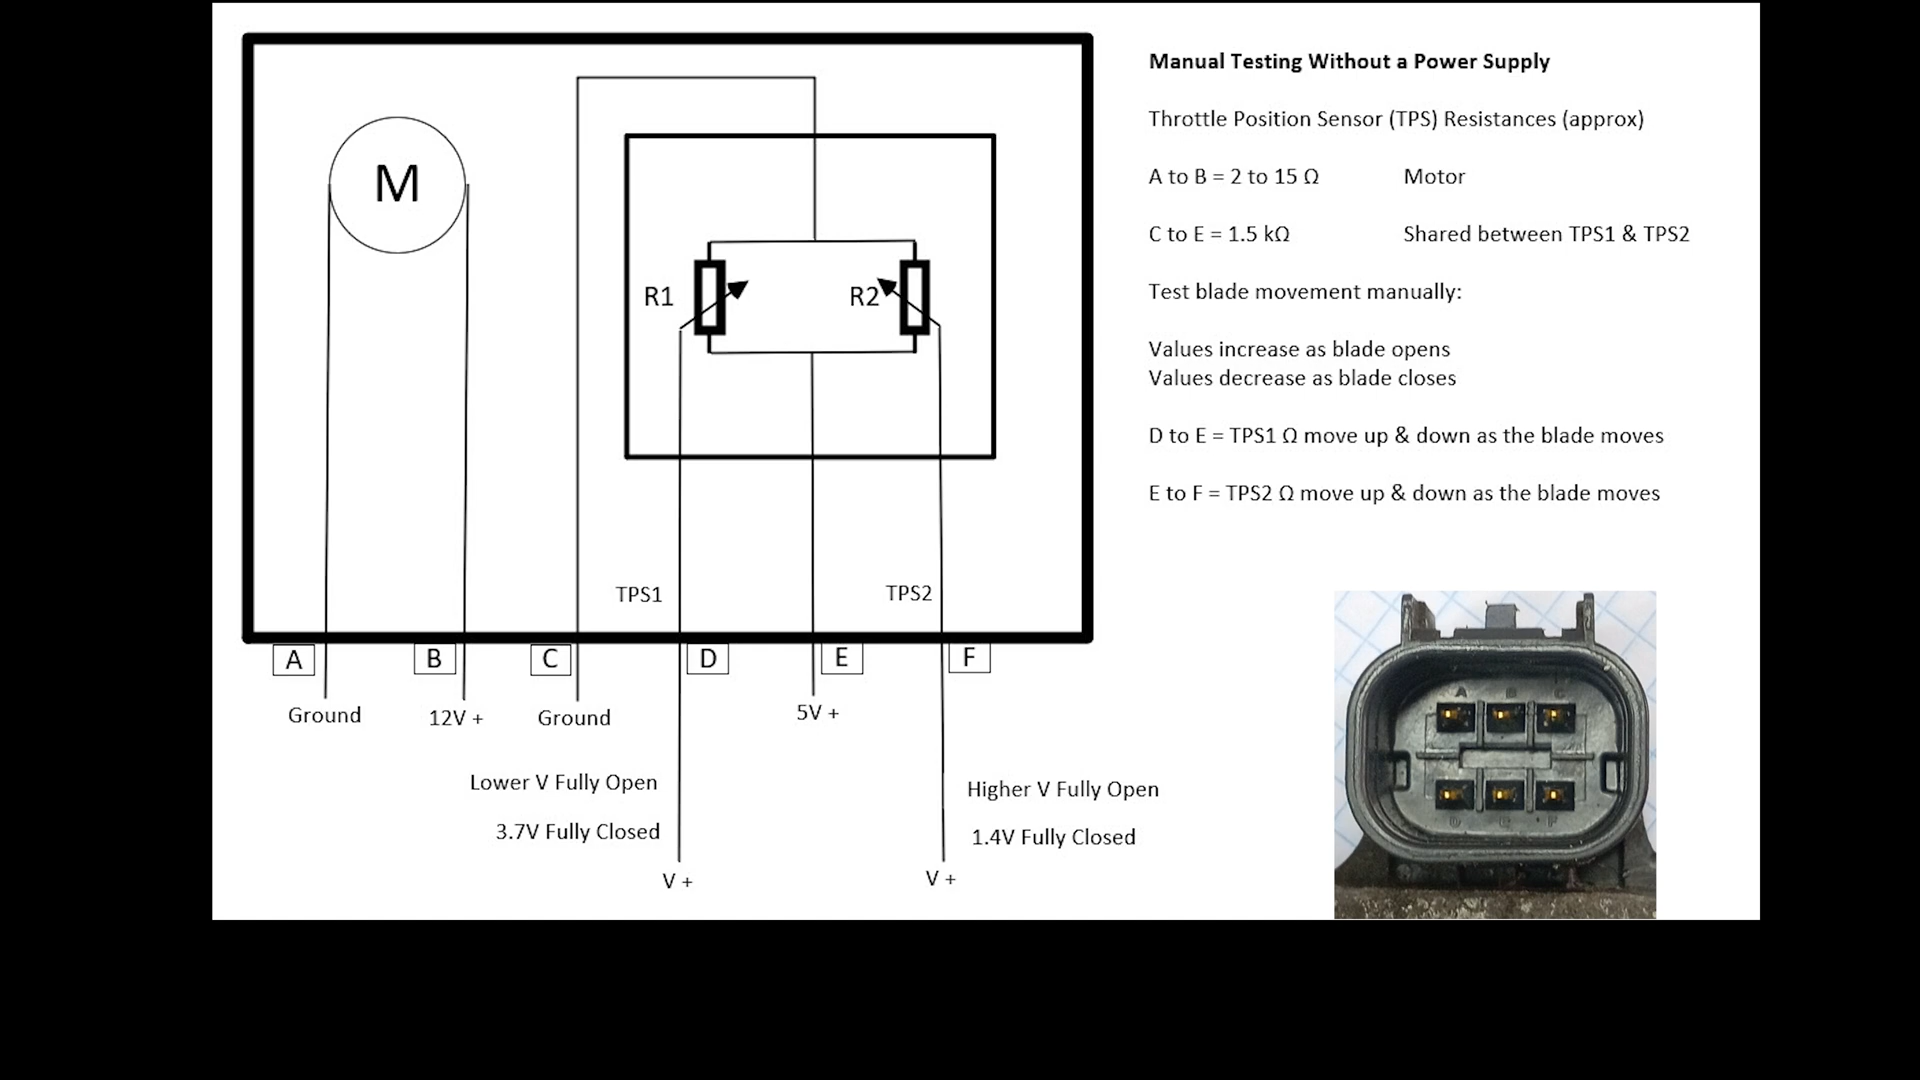 M
R1
R2
TPS1
TPS2
A
B
C
D
E
F
Ground
12V +
Ground
5V +
Lower V Fully Open
3.7V Fully Closed
V +
Higher V Fully Open
1.4V Fully Closed
V +
Manual Testing Without a Power Supply
Throttle Position Sensor (TPS) Resistances (approx)
A to B = 2 to 15 Ω Motor
C to E = 1.5 kΩ Shared between TPS1 & TPS2
Test blade movement manually:
Values increase as blade opens
Values decrease as blade closes
D to E = TPS1 Ω move up & down as the blade moves
E to F = TPS2 Ω move up & down as the blade moves
A B C
D E F